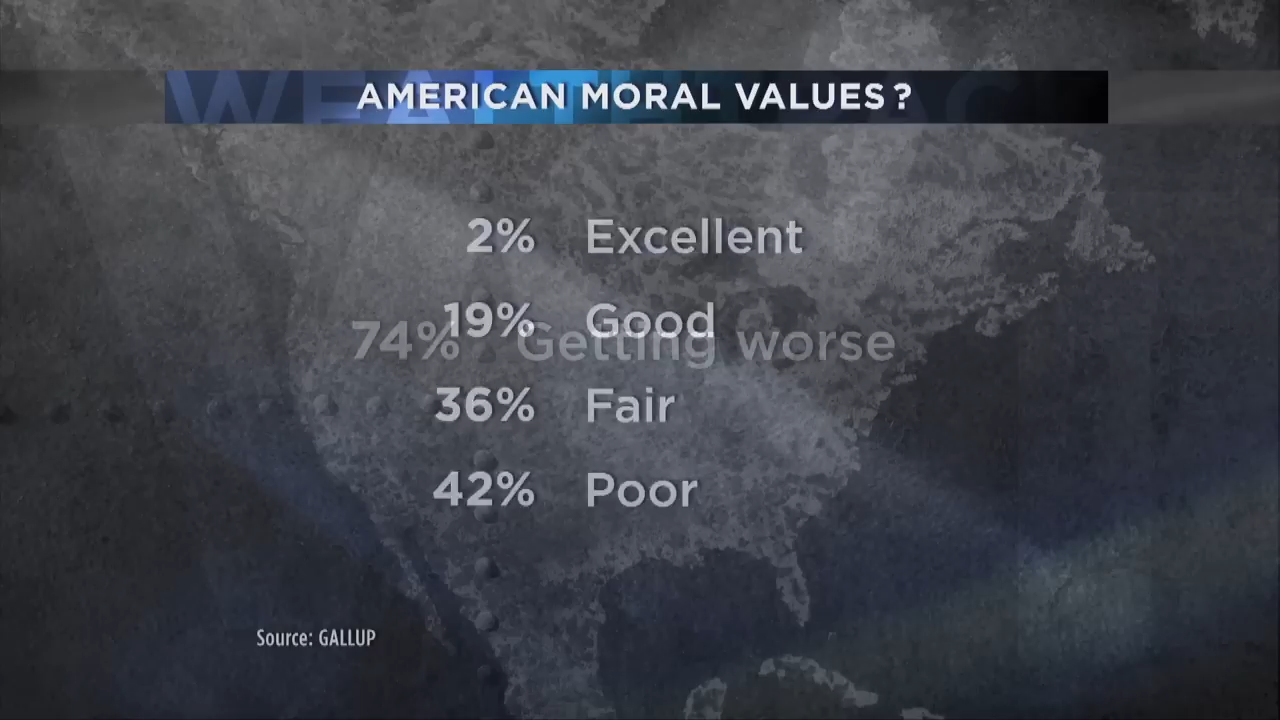 AMERICAN MORAL VALUES?
2% Excellent
19% Good
74% Getting worse
36% Fair
42% Poor
Source: GALLUP